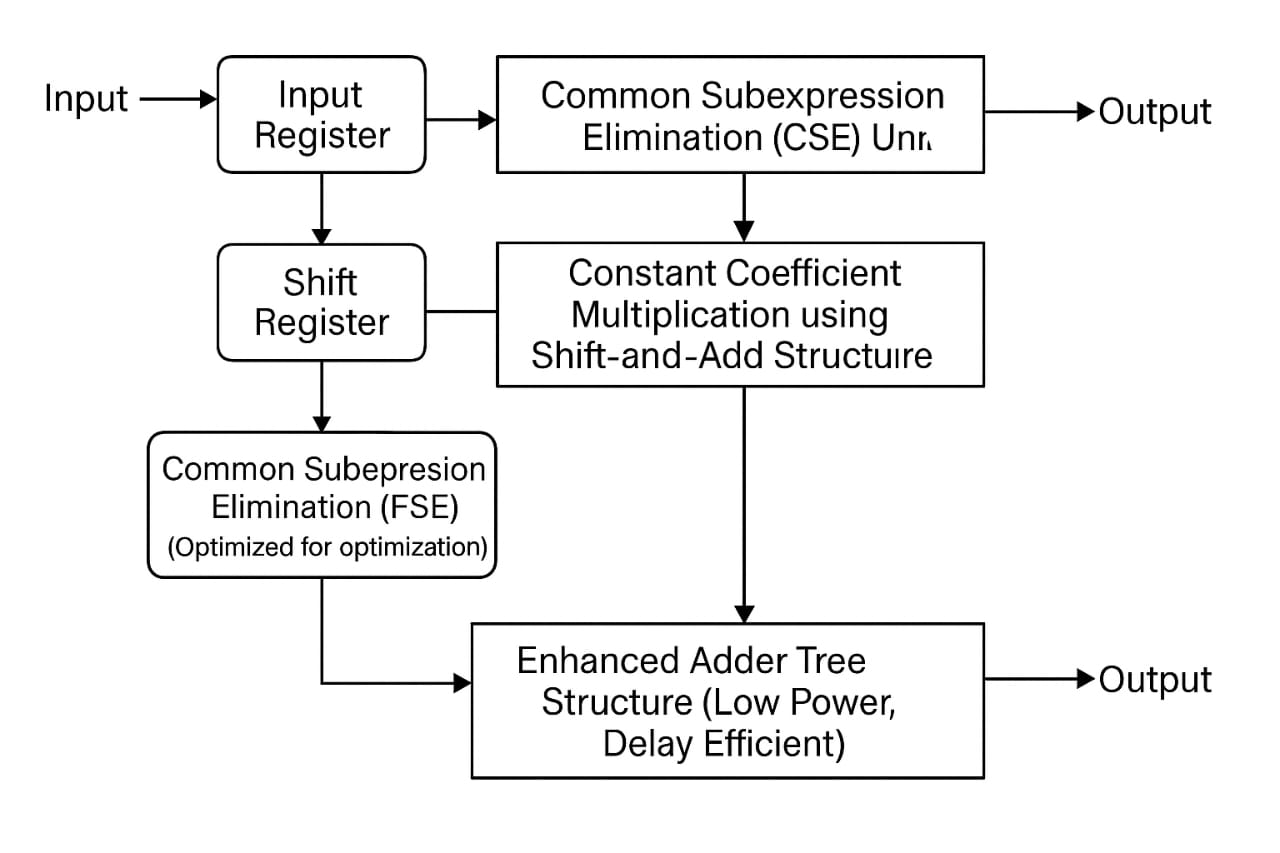 Input
Input
Register
Common Subexpression
Elimination (CSE)
Output
Shift
Register
Constant Coefficient
Multiplication using
Shift-and-Add Structuıre
Common Subepresion
Elimination (FSE)
(Optimized for optimization)
Enhanced Adder Tree
Structure (Low Power,
Delay Efficient)
Output